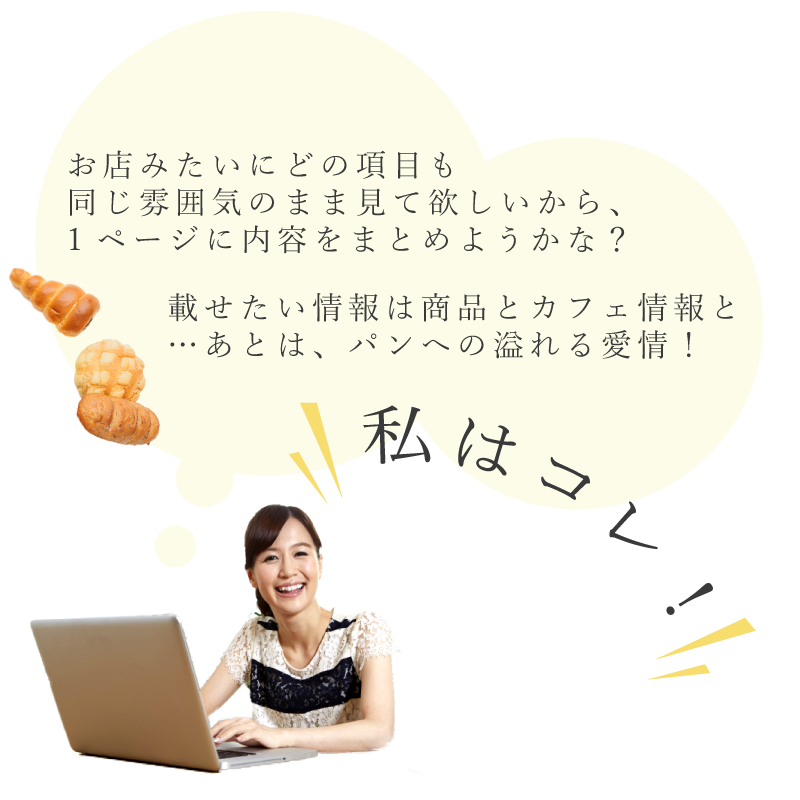 お店みたいにどの項目も
同じ雰囲気のまま見て欲しいから、
1ページに内容をまとめようかな？
載せたい情報は商品とカフェ情報と
…あとは、パンへの溢れる愛情！
私はコレ！